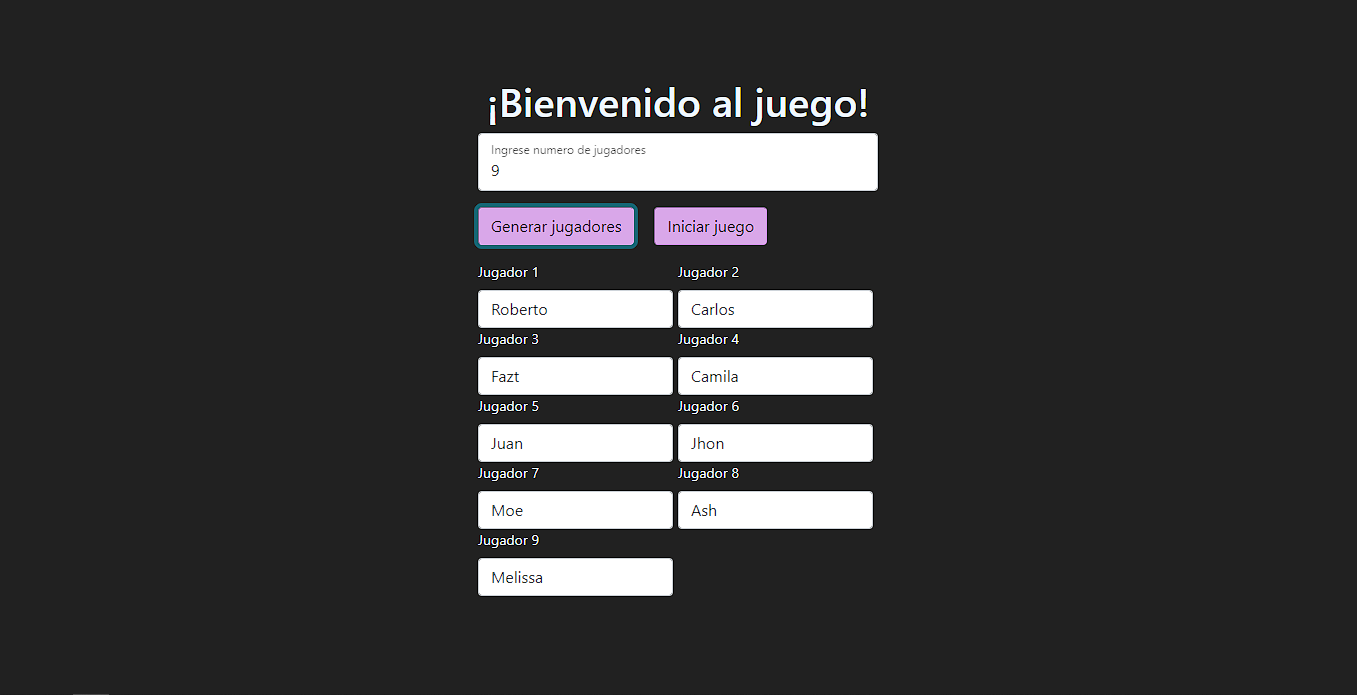 ¡Bienvenido al juego!
Ingrese numero de jugadores
9
Generar jugadores Iniciar juego
Jugador 1 Jugador 2
Roberto Carlos
Jugador 3 Jugador 4
Fazt Camila
Jugador 5 Jugador 6
Juan Jhon
Jugador 7 Jugador 8
Moe Ash
Jugador 9
Melissa